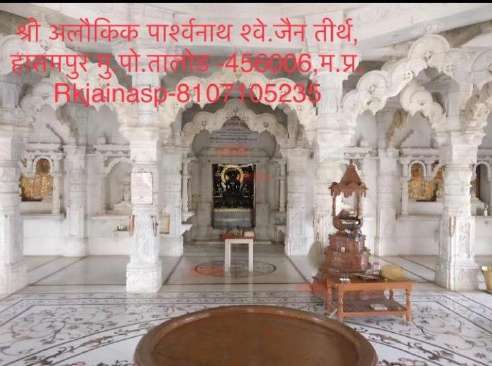 श्री अलौकिक पार्श्वनाथ श्वे.जैन तीर्थ,
हासमपुर मु.पो.तालोड -456006,म.प्र.
Rkjainasp-8107105235